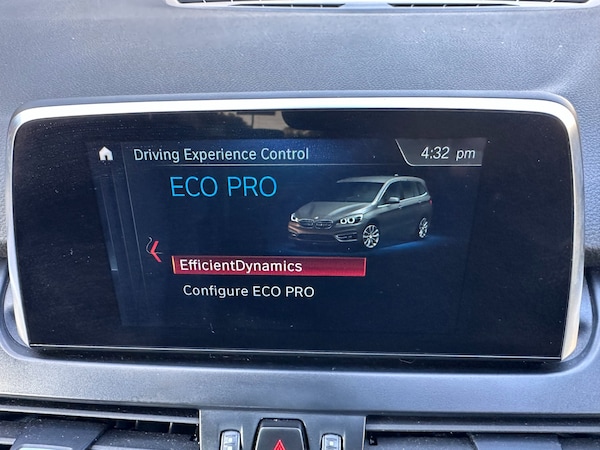 Driving Experience Control
4:32 pm
ECO PRO
EfficientDynamics
Configure ECO PRO